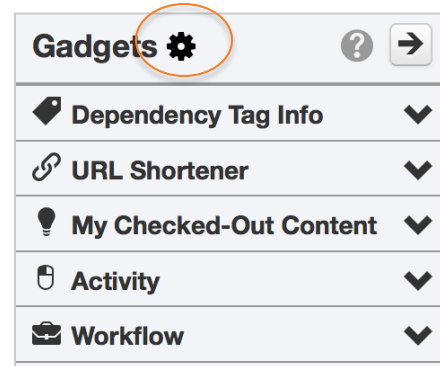 Gadgets
?
Dependency Tag Info
URL Shortener
My Checked-Out Content
Activity
Workflow